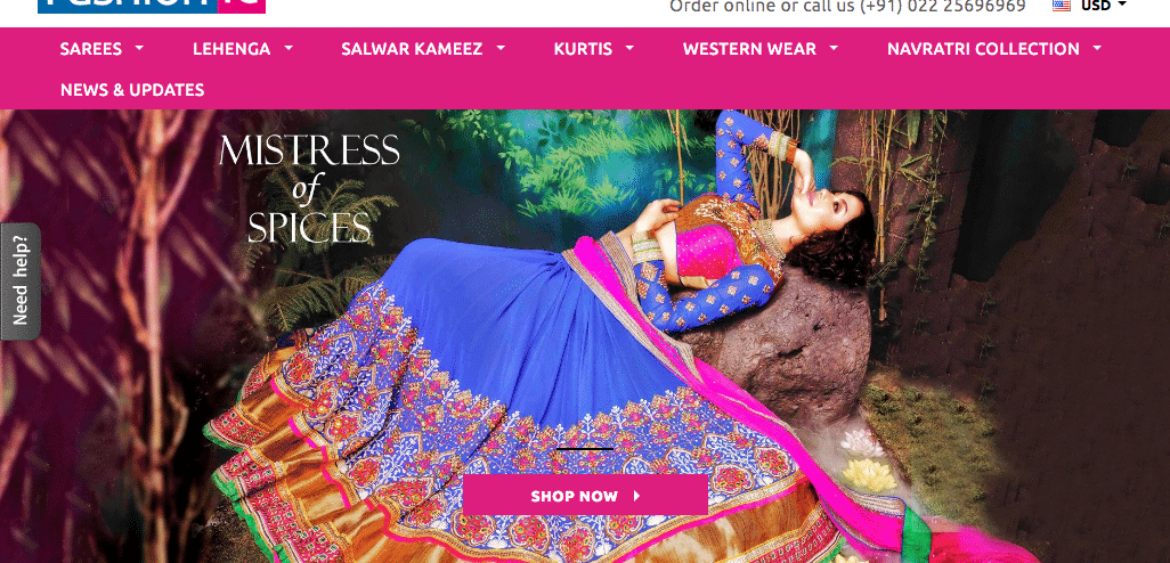 Order online or call us (+91) 022 25696969 USD
SAREES LEHENGA SALWAR KAMEEZ KURTIS WESTERN WEAR NAVRATRI COLLECTION
NEWS & UPDATES
MISTRESS
of
SPICES
Need help?
SHOP NOW